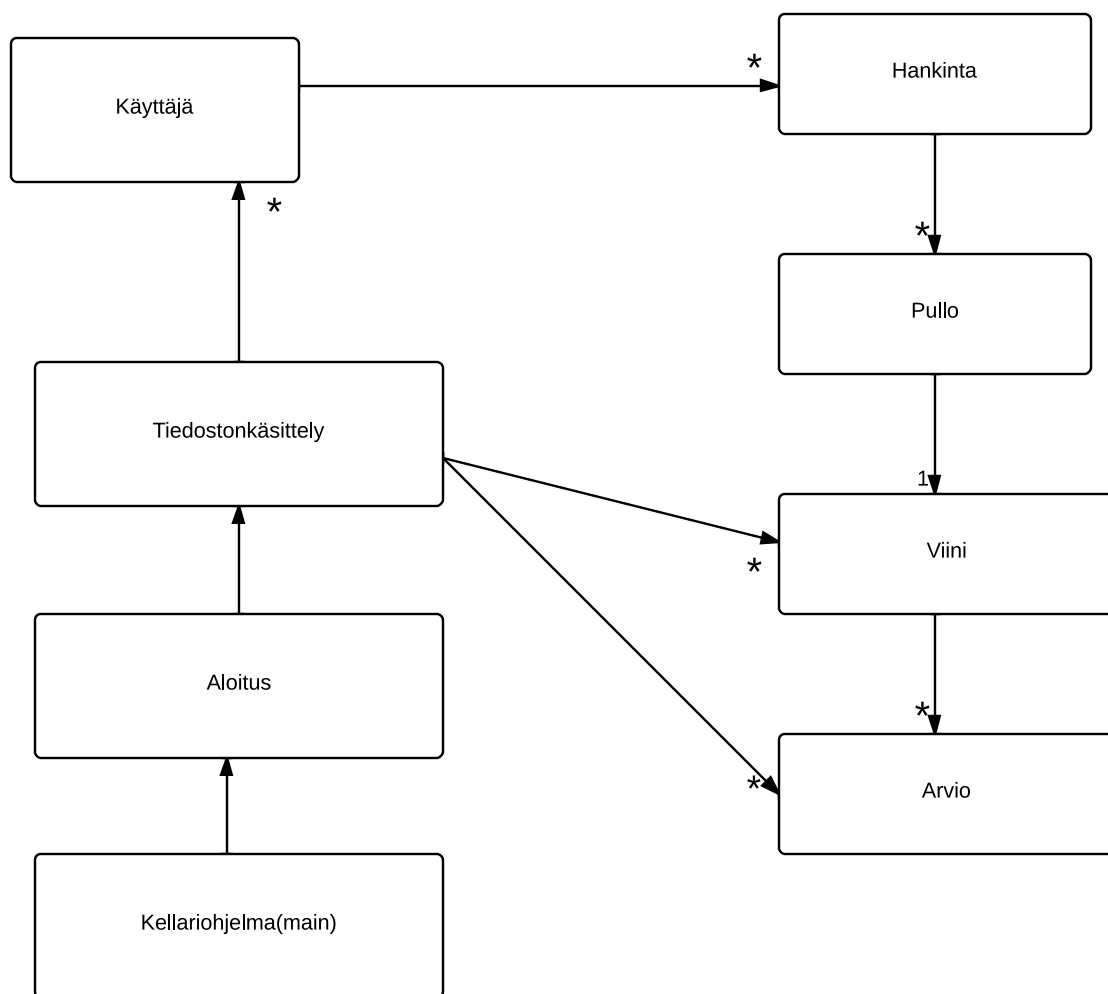 Käyttäjä
*
Hankinta
*
*
Pullo
Tiedostonkäsittely
1
Viini
*
Aloitus
*
Arvio
*
Kellariohjelma(main)